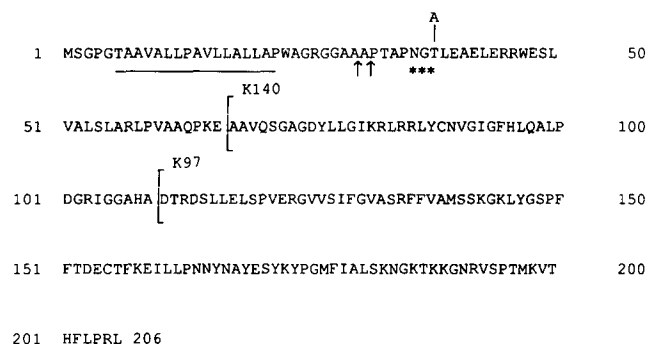 A
1 MSGPGTAAVALLPAVLLALLAPWAGRGGAAAPTAPNGTLEAELERRWESL 50
↑↑ ***
K140
51 VALSLARLPVAAQPKEAAVQSGAGDYLLGIKRLRRLYCNVGIGFHLQALP 100
K97
101 DGRIGGAHADTRDSLLELSPVERGVVSIFGVASRFFVAMSSKGKLYGSPF 150
151 FTDECTFKEILLPNNYNAYESYKYPGMFIALSKNGKTKKGNRVSPTMKVT 200
201 HFLPRL 206